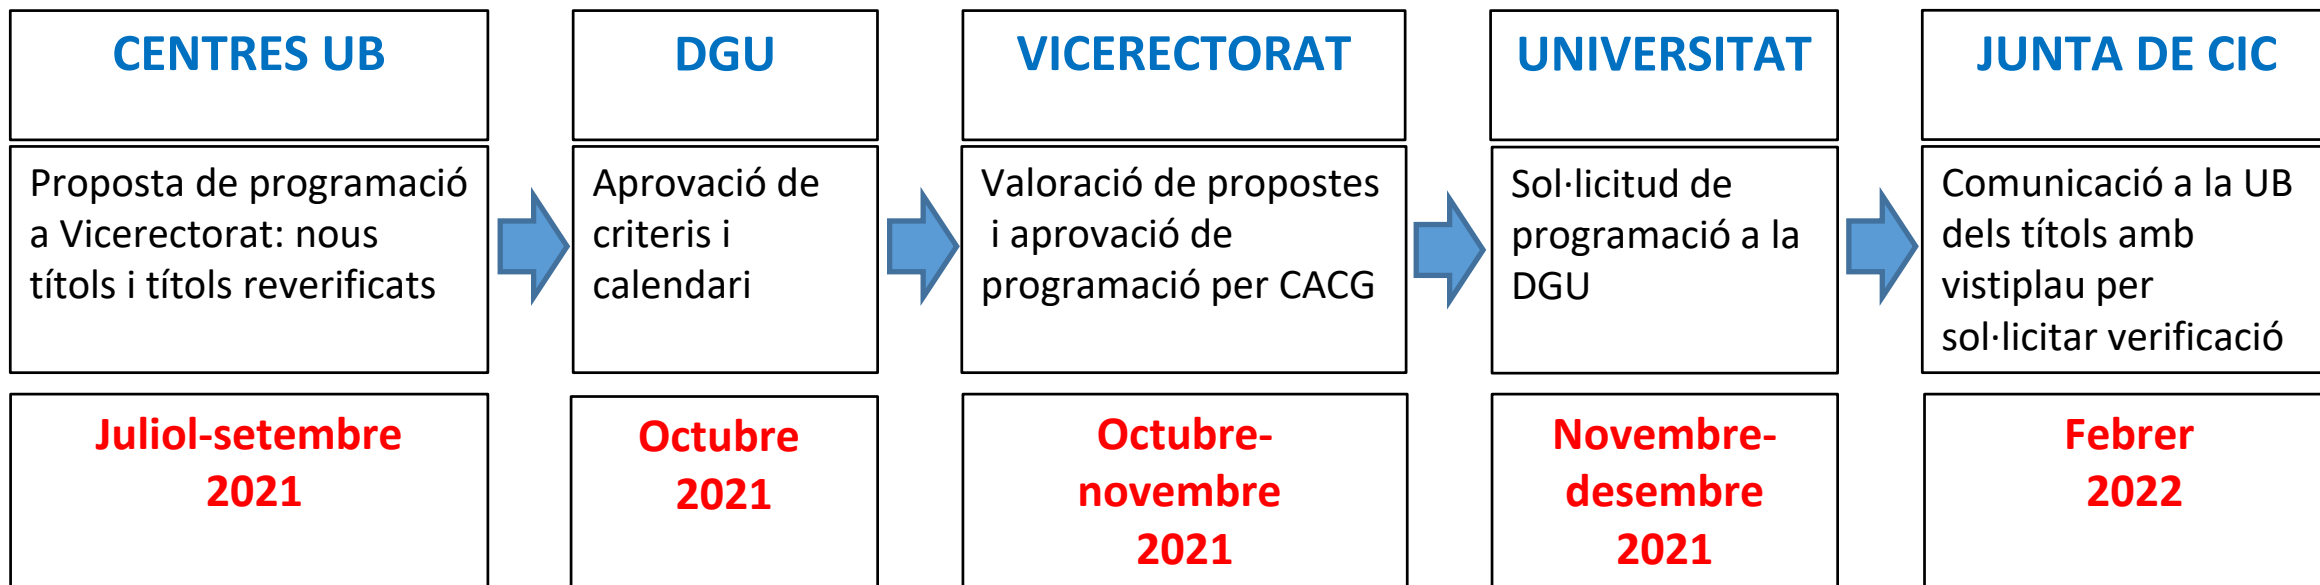 CENTRES UB
Proposta de programació
a Vicerectorat: nous
títols i títols reverificats
Juliol-setembre
2021
DGU
Aprovació de
criteris i
calendari
Octubre
2021
VICERECTORAT
Valoració de propostes
i aprovació de
programació per CACG
Octubre-
novembre
2021
UNIVERSITAT
Sol·licitud de
programació a la
DGU
Novembre-
desembre
2021
JUNTA DE CIC
Comunicació a la UB
dels títols amb
vistiplau per
sol·licitar verificació
Febrer
2022